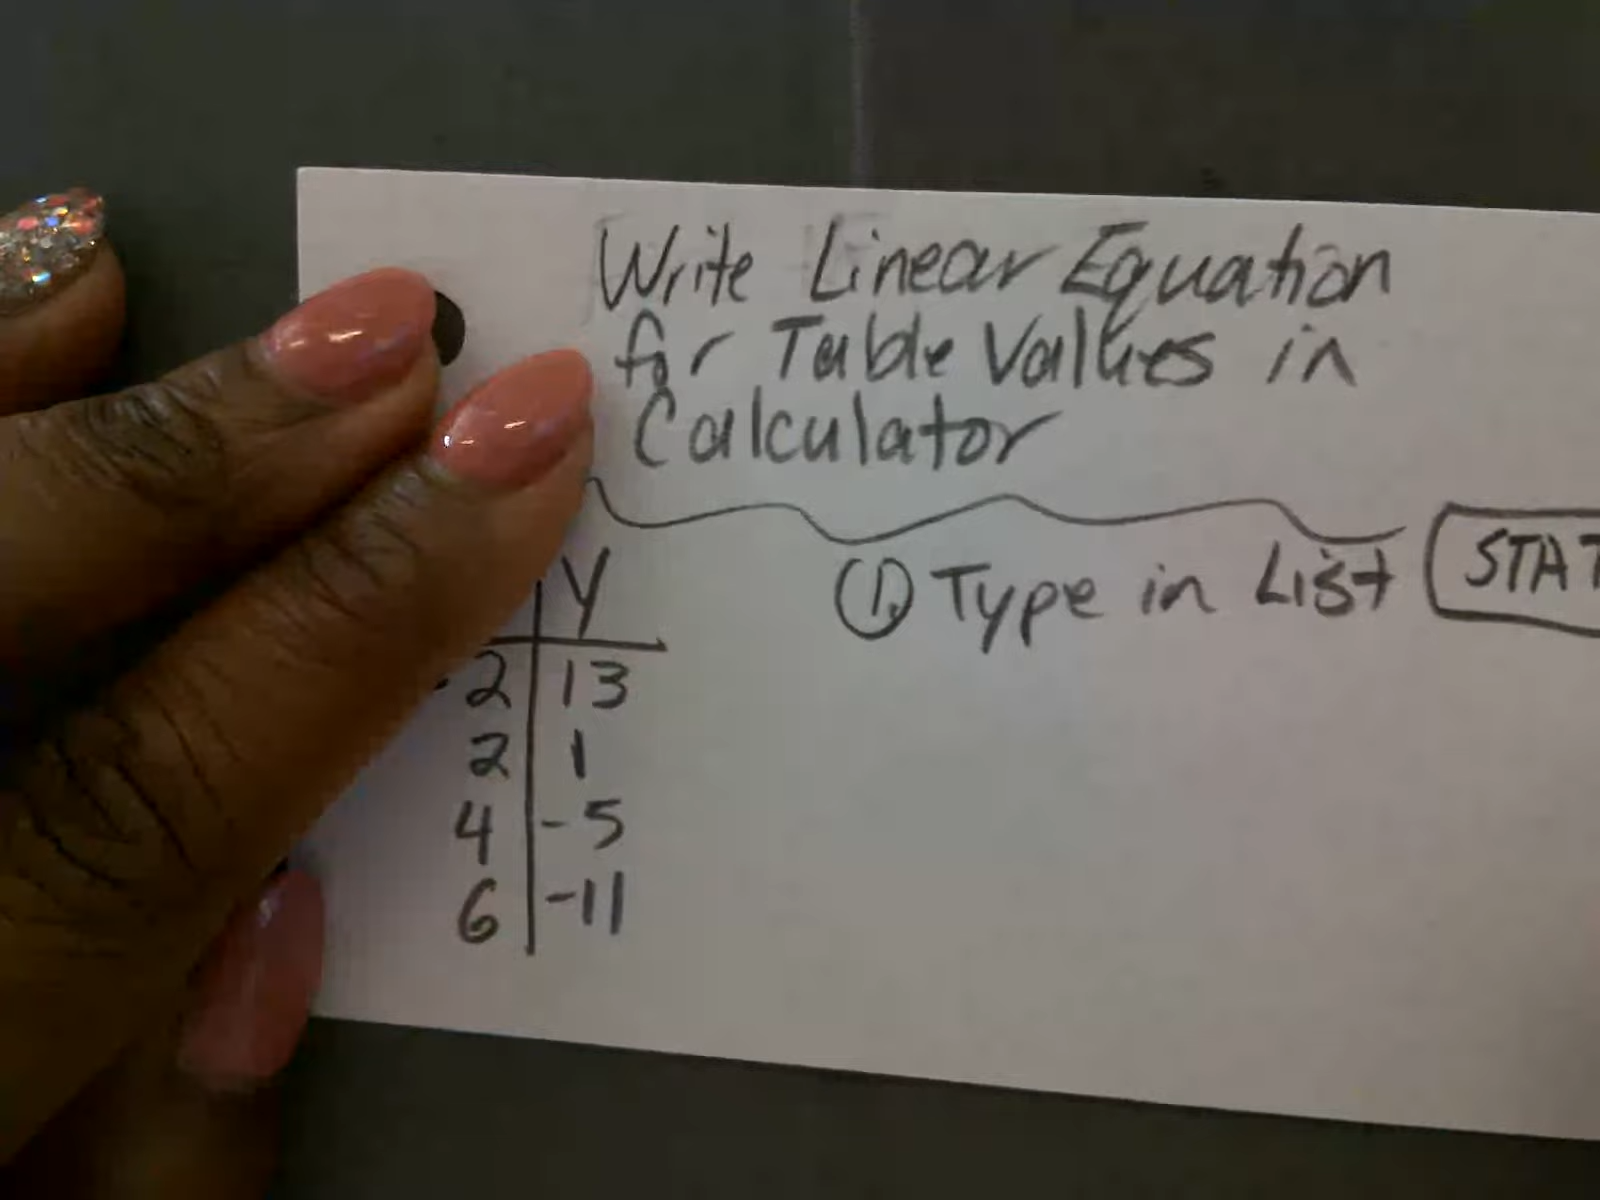 Write Linear Equation
for Table Values in
Calculator
Y
① Type in List STAT
-2 13
2 1
4 -5
6 -11